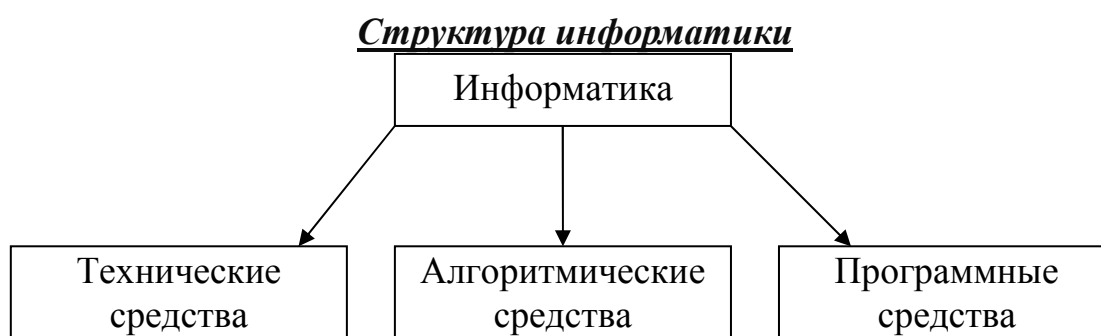 Структура информатики
Информатика
Технические
средства
Алгоритмические
средства
Программные
средства